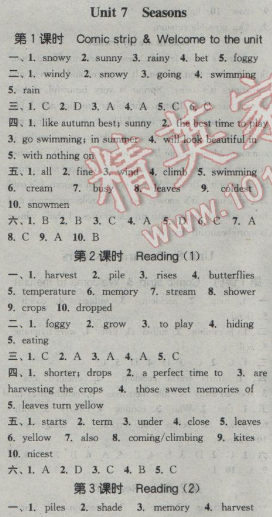 Unit 7 Seasons
第1课时 Comic strip & Welcome to the unit
一、1. snowy 2. sunny 3. rainy 4. bet 5. foggy
二、1. windy 2. snowy 3. going 4. swimming
5. rain
三、1. C 2. D 3. A 4. A 5. C 6. C
四、1. like autumn best; sunny 2. the best time to play
3. go swimming; in summer 4. will look beautiful in
5. with nothing on
五、1. all 2. fine 3. wind 4. climb 5. swimming
6. cream 7. busy 8. leaves 9. coldest
10. snowmen
六、1. B 2. B 3. C 4. A 5. D 6. C 7. A
8. C 9. A 10. B
第2课时 Reading (1)
一、1. harvest 2. pile 3. rises 4. butterflies
5. temperature 6. memory 7. stream 8. shower
9. crops 10. dropped
二、1. foggy 2. grow 3. to play 4. hiding
5. eating
三、1. C 2. A 3. A 4. A 5. C
四、1. shorter; drops 2. a perfect time to 3. are
harvesting the crops 4. those sweet memories of
5. leaves turn yellow
五、1. starts 2. term 3. under 4. close 5. leaves
6. yellow 7. also 8. coming/climbing 9. kites
10. nicest
六、1. A 2. D 3. C 4. B 5. C
第3课时 Reading (2)
一、1. piles 2. shade 3. memory 4. harvest
精英家
www.1010